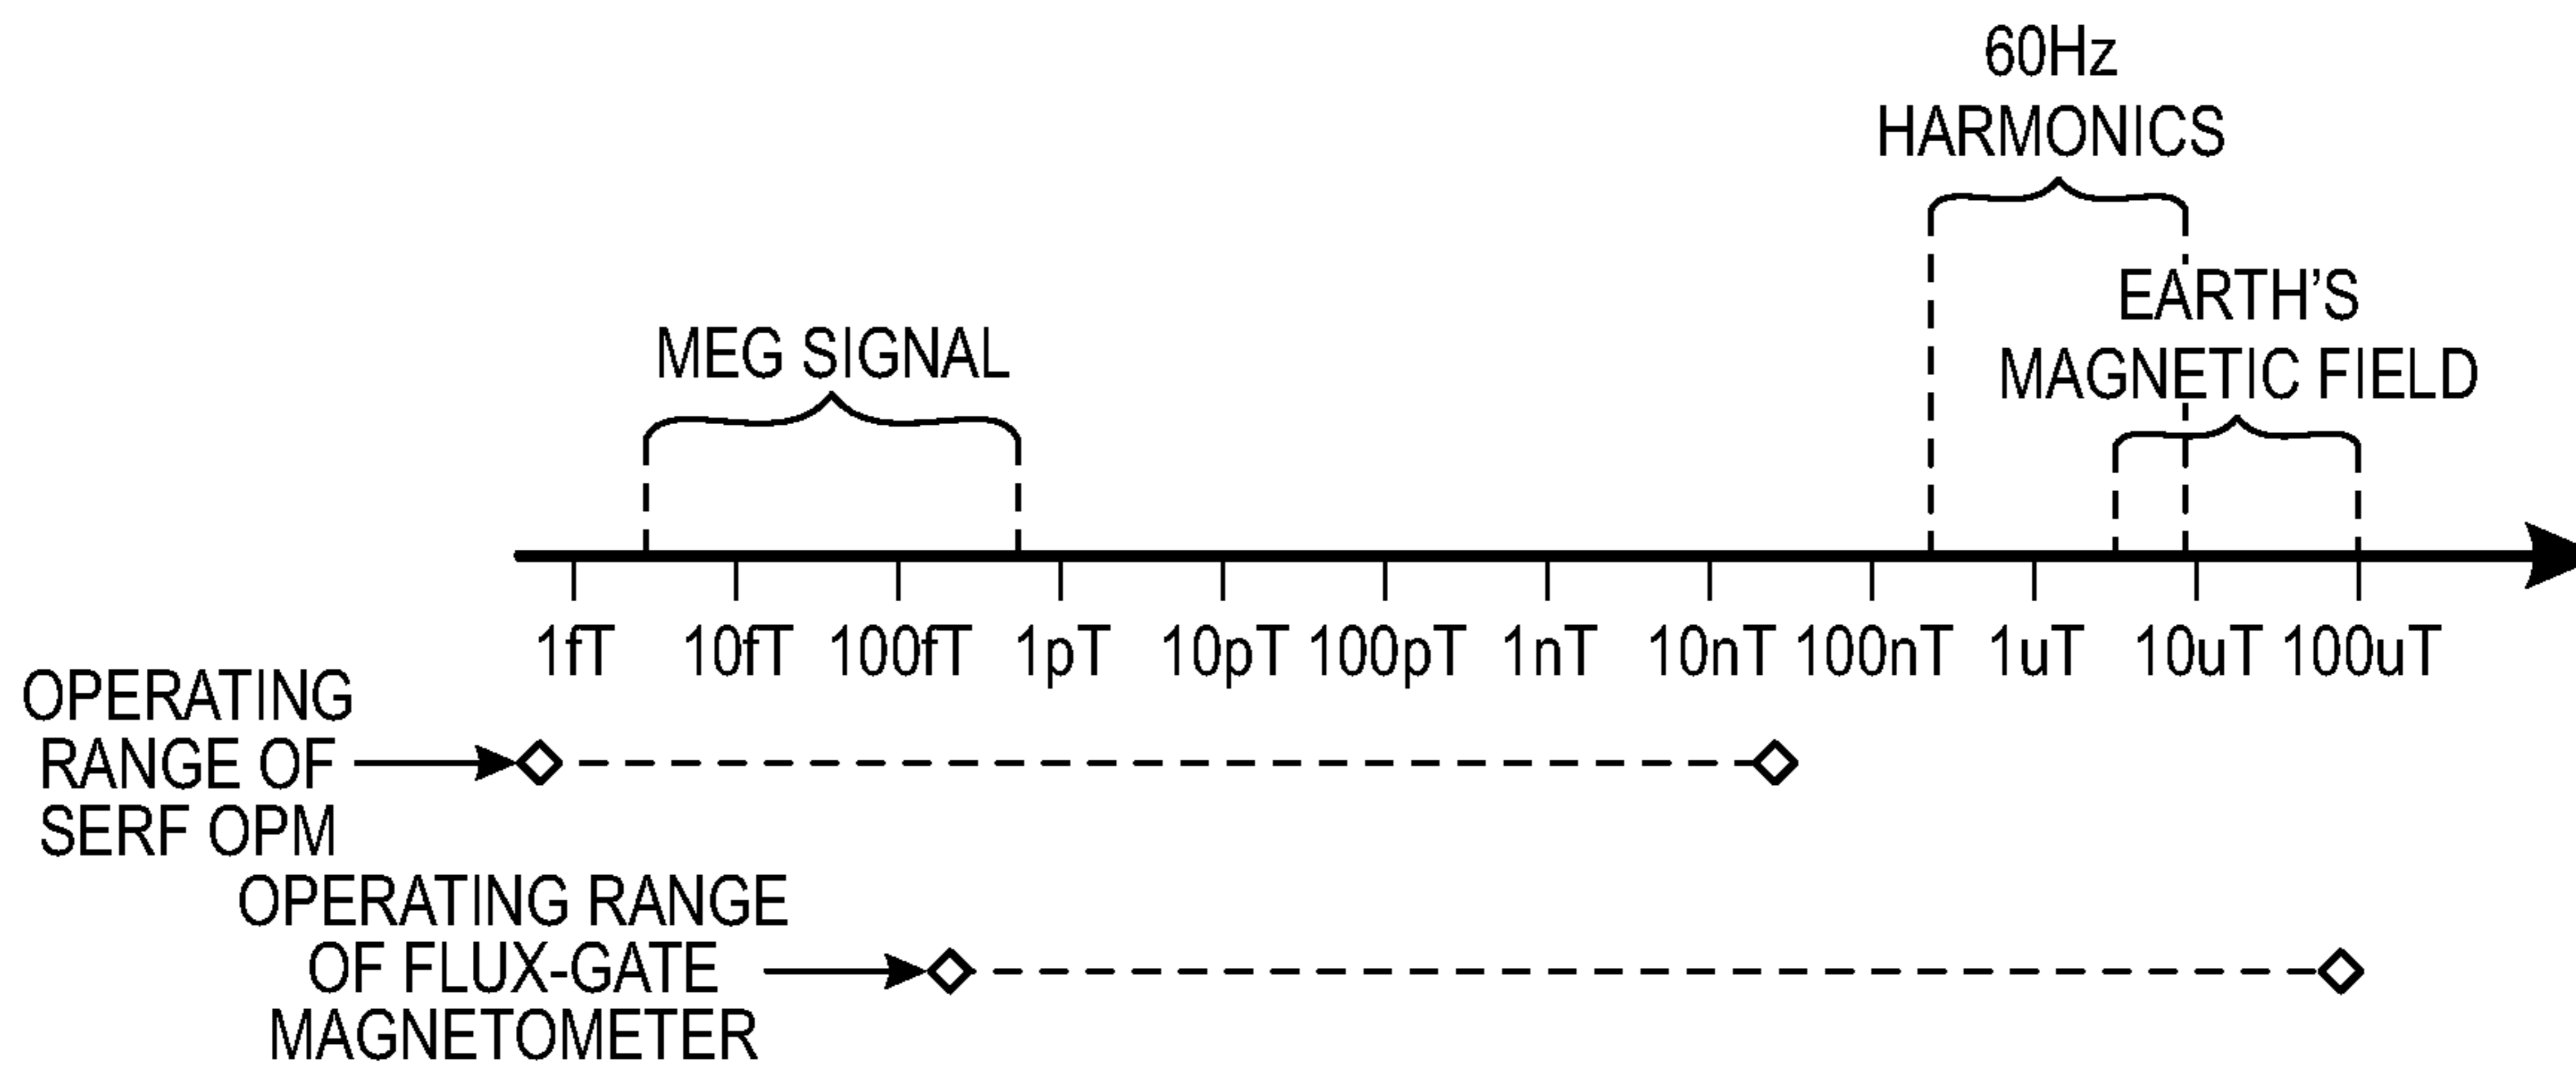 60Hz
HARMONICS
EARTH'S
MAGNETIC FIELD
MEG SIGNAL
1fT 10fT 100fT 1pT 10pT 100pT 1nT 10nT 100nT 1uT 10uT 100uT
OPERATING
RANGE OF
SERF OPM
OPERATING RANGE
OF FLUX-GATE
MAGNETOMETER